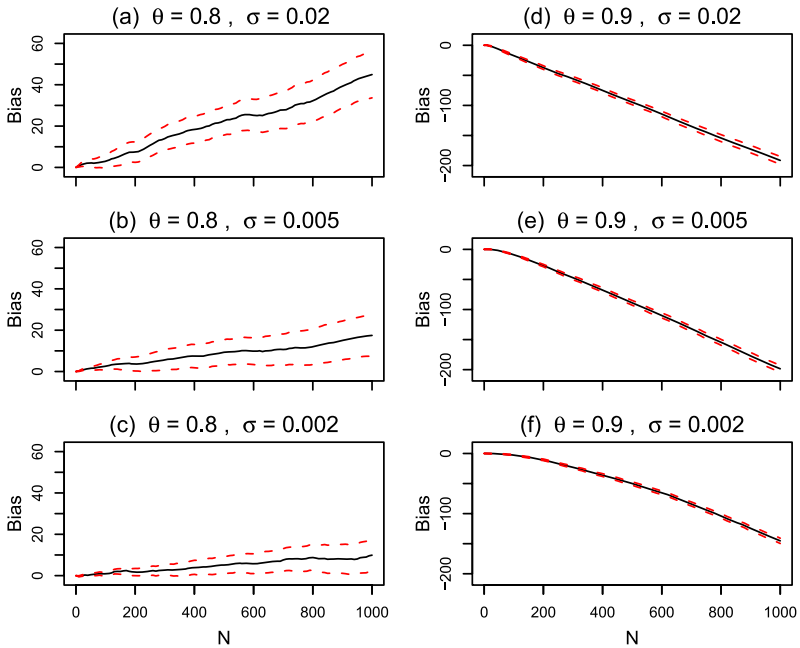 (a) θ = 0.8 , σ = 0.02
Bias
60
40
20
0
(d) θ = 0.9 , σ = 0.02
Bias
0
−100
−200
(b) θ = 0.8 , σ = 0.005
Bias
60
40
20
0
(e) θ = 0.9 , σ = 0.005
Bias
0
−100
−200
(c) θ = 0.8 , σ = 0.002
Bias
60
40
20
0
0 200 400 600 800 1000
N
(f) θ = 0.9 , σ = 0.002
Bias
0
−100
−200
0 200 400 600 800 1000
N